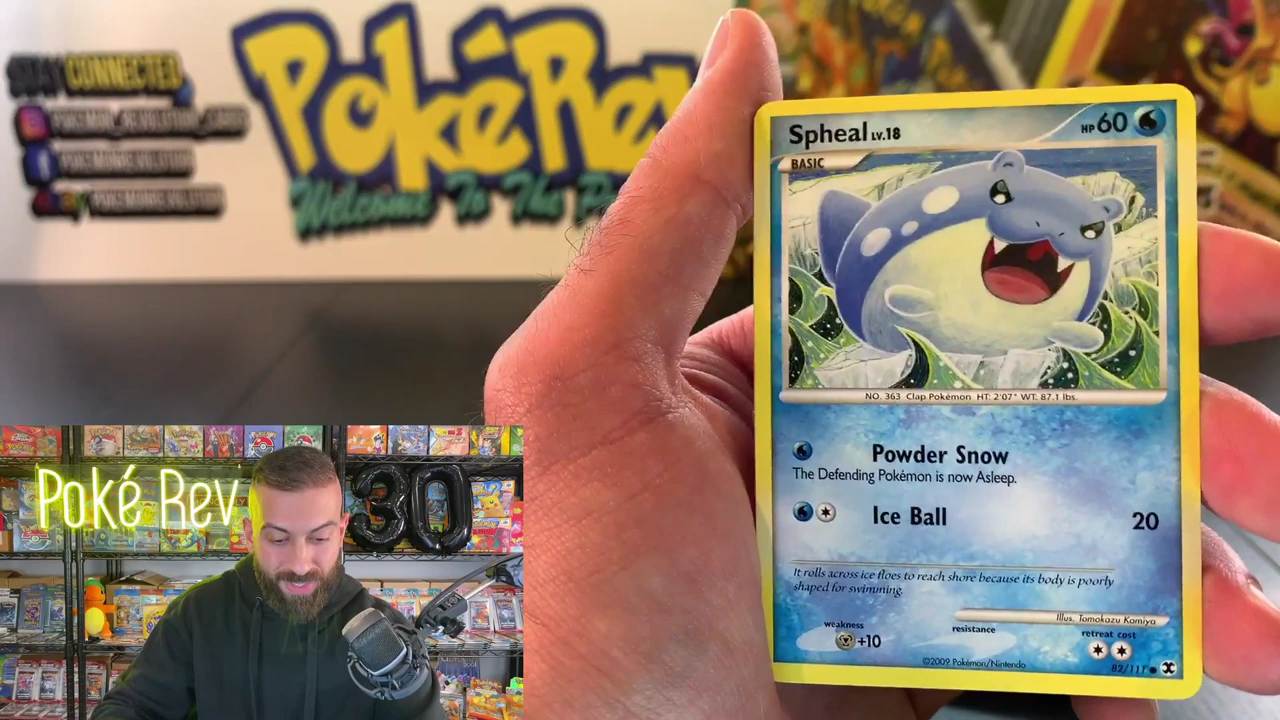 STAY CONNECTED
PokéRev
Welcome To The
Spheal LV.18
HP 60
BASIC
NO. 363 Clap Pokémon HT: 2'07" WT: 87.1 lbs.
Powder Snow
The Defending Pokémon is now Asleep.
Ice Ball
20
It rolls across ice floes to reach shore because its body is poorly
shaped for swimming.
Illus. Tomokazu Komiya
weakness
resistance
retreat cost
+10
©2009 Pokémon/Nintendo
82/111
Poké Rev
30